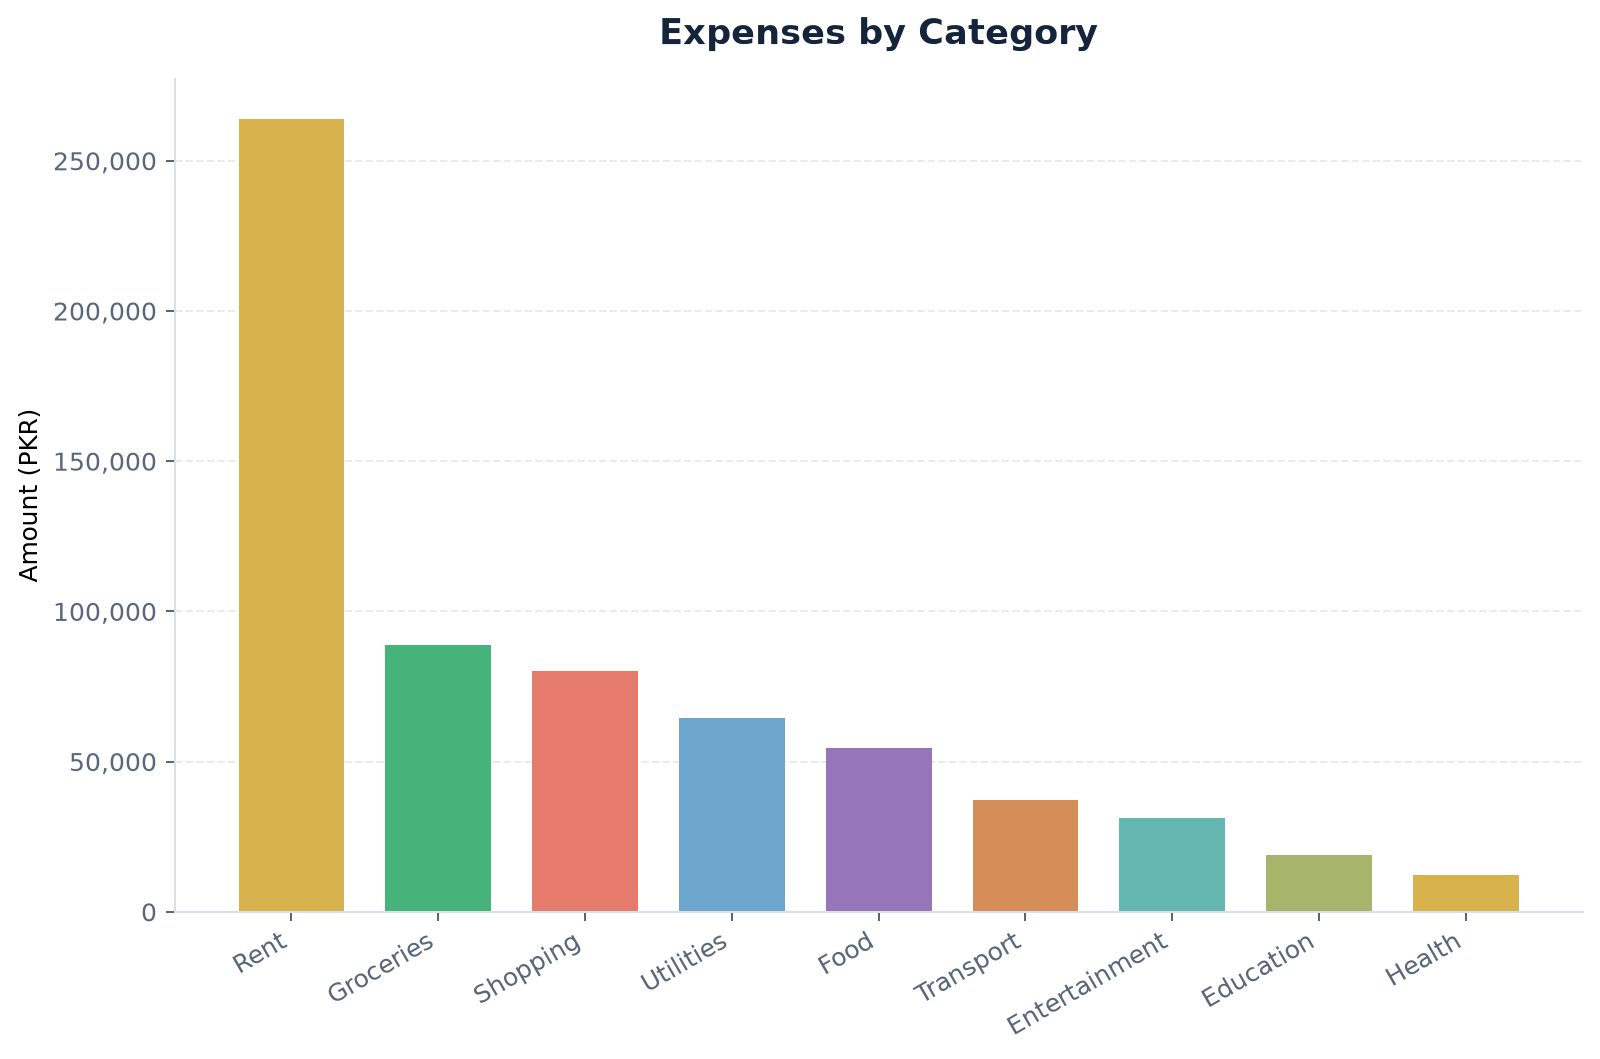 Expenses by Category
Amount (PKR)
250,000
200,000
150,000
100,000
50,000
0
Rent
Groceries
Shopping
Utilities
Food
Transport
Entertainment
Education
Health